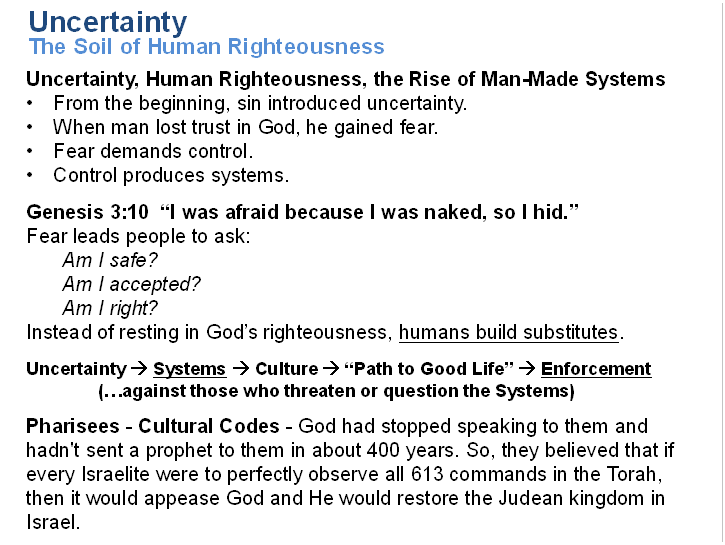 Uncertainty
The Soil of Human Righteousness
Uncertainty, Human Righteousness, the Rise of Man-Made Systems
• From the beginning, sin introduced uncertainty.
• When man lost trust in God, he gained fear.
• Fear demands control.
• Control produces systems.
Genesis 3:10 “I was afraid because I was naked, so I hid.”
Fear leads people to ask:
Am I safe?
Am I accepted?
Am I right?
Instead of resting in God’s righteousness, humans build substitutes.
Uncertainty → Systems → Culture → “Path to Good Life” → Enforcement
(…against those who threaten or question the Systems)
Pharisees - Cultural Codes - God had stopped speaking to them and
hadn't sent a prophet to them in about 400 years. So, they believed that if
every Israelite were to perfectly observe all 613 commands in the Torah,
then it would appease God and He would restore the Judean kingdom in
Israel.